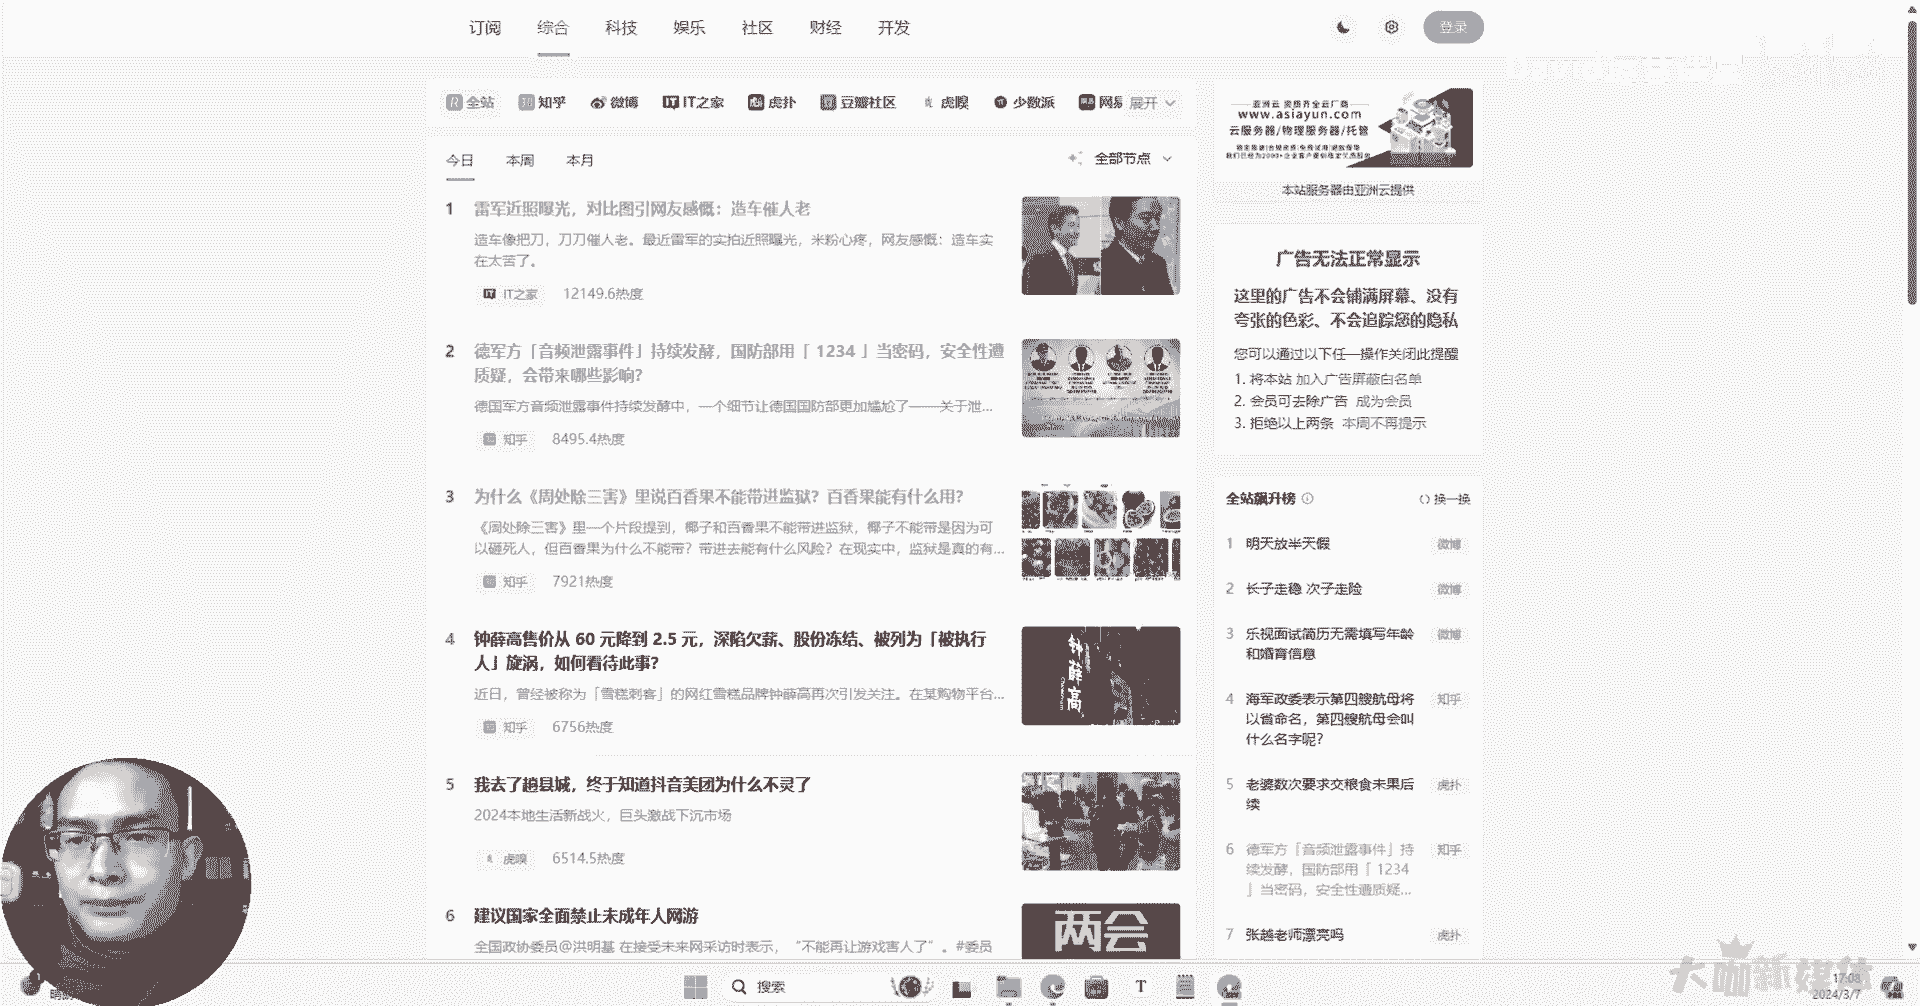 订阅 综合 科技 娱乐 社区 财经 开发
登录
全站 知乎 微博 IT之家 虎扑 豆瓣社区 虎嗅 少数派 网易 展开
今日 本周 本月
全部节点
1 雷军近照曝光，对比图引网友感慨：造车催人老
造车像把刀，刀刀催人老。最近雷军的实拍近照曝光，米粉心疼，网友感慨：造车实
在太苦了。
IT之家 12149.6热度
2 德军方「音频泄露事件」持续发酵，国防部用「 1234 」当密码，安全性遭
质疑，会带来哪些影响？
德国军方音频泄露事件持续发酵中，一个细节让德国国防部更加尴尬了——关于泄...
知乎 8495.4热度
3 为什么《周处除三害》里说百香果不能带进监狱？百香果能有什么用？
《周处除三害》里一个片段提到，椰子和百香果不能带进监狱，椰子不能带是因为可
以砸死人，但百香果为什么不能带？带进去能有什么风险？在现实中，监狱是真的有...
知乎 7921热度
4 钟薛高售价从 60 元降到 2.5 元，深陷欠薪、股份冻结、被列为「被执行
人」旋涡，如何看待此事？
近日，曾经被称为「雪糕刺客」的网红雪糕品牌钟薛高再次引发关注。在某购物平台...
钟薛高
知乎 6756热度
5 我去了趟县城，终于知道抖音美团为什么不灵了
2024本地生活新战火，巨头激战下沉市场
虎嗅 6514.5热度
6 建议国家全面禁止未成年人网游
全国政协委员@洪明基 在接受未来网采访时表示，“不能再让游戏害人了”。#委员
两会
亚洲云 资质齐全云厂商
www.asiayun.com
云服务器/物理服务器/托管
本站服务器由亚洲云提供
广告无法正常显示
这里的广告不会铺满屏幕、没有
夸张的色彩、不会追踪您的隐私
您可以通过以下任一操作关闭此提醒
1. 将本站 加入广告屏蔽白名单
2. 会员可去除广告 成为会员
3. 拒绝以上两条 本周不再提示
全站飙升榜 换一换
1 明天放半天假 微博
2 长子走稳 次子走险 微博
3 乐视面试简历无需填写年龄 微博
和婚育信息
4 海军政委表示第四艘航母将 知乎
以省命名，第四艘航母会叫
什么名字呢？
5 老婆数次要求交粮食未果后 虎扑
续
6 德军方「音频泄露事件」持 知乎
续发酵，国防部用「 1234
」当密码，安全性遭质疑...
7 张越老师漂亮吗 虎扑
搜索
T
17:08
2024/3/7
大咖新媒体